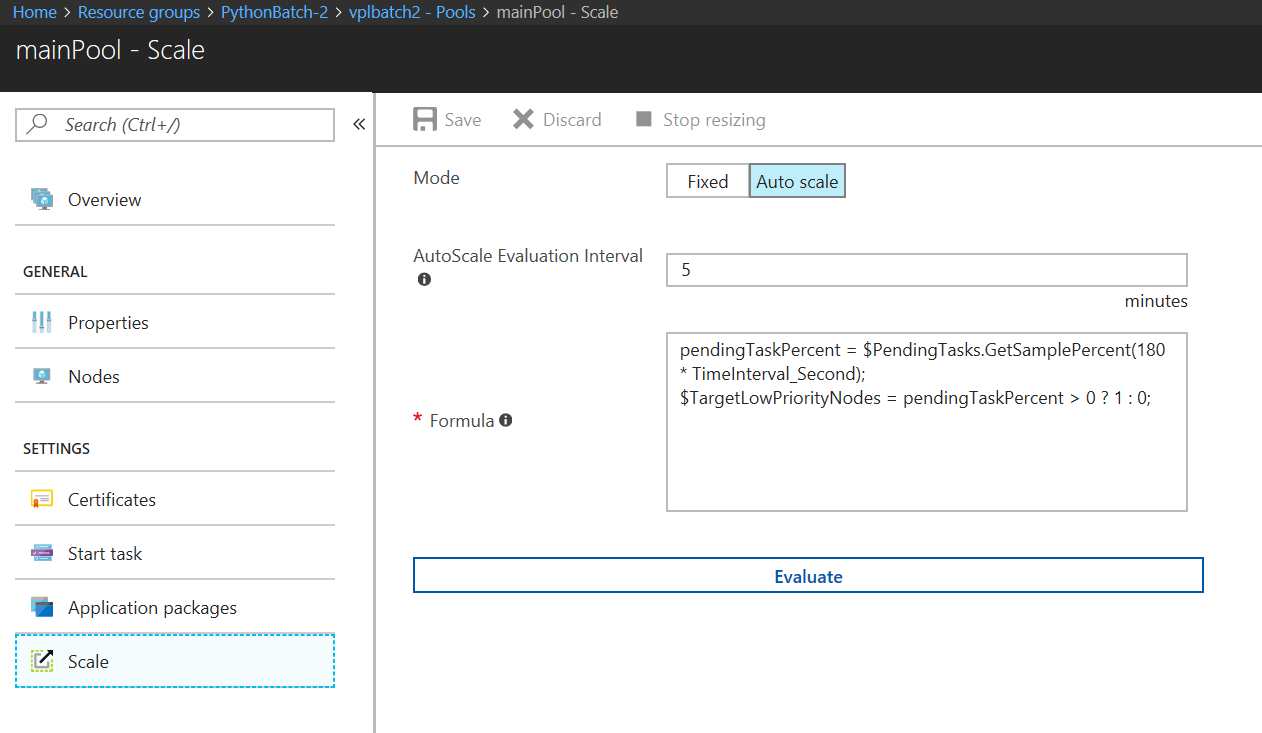 Home > Resource groups > PythonBatch-2 > vplbatch2 - Pools > mainPool - Scale
mainPool - Scale
Search (Ctrl+/)
«
Overview
GENERAL
Properties
Nodes
SETTINGS
Certificates
Start task
Application packages
Scale
Save
Discard
Stop resizing
Mode
Fixed
Auto scale
AutoScale Evaluation Interval
5
minutes
* Formula
pendingTaskPercent = $PendingTasks.GetSamplePercent(180
* TimeInterval_Second);
$TargetLowPriorityNodes = pendingTaskPercent > 0 ? 1 : 0;
Evaluate